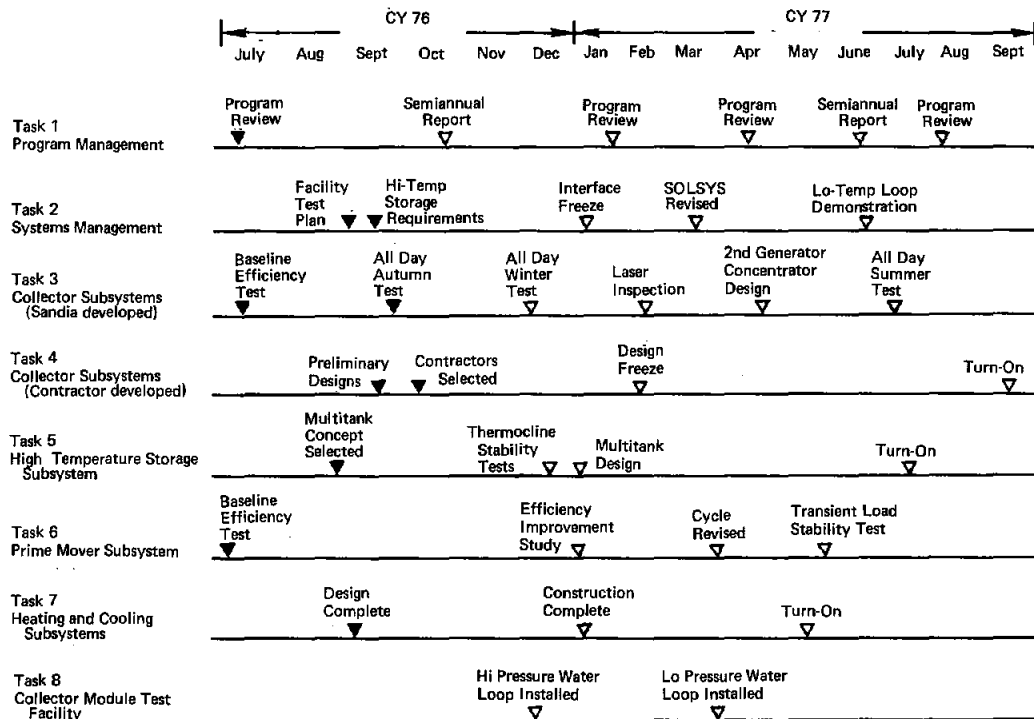 CY 76
CY 77
July Aug Sept Oct Nov Dec Jan Feb Mar Apr May June July Aug Sept
Task 1
Program Management
Program
Review
Semiannual
Report
Program
Review
Program
Review
Semiannual
Report
Program
Review
Task 2
Systems Management
Facility
Test
Plan
Hi-Temp
Storage
Requirements
Interface
Freeze
SOLSYS
Revised
Lo-Temp Loop
Demonstration
Task 3
Collector Subsystems
(Sandia developed)
Baseline
Efficiency
Test
All Day
Autumn
Test
All Day
Winter
Test
Laser
Inspection
2nd Generator
Concentrator
Design
All Day
Summer
Test
Task 4
Collector Subsystems
(Contractor developed)
Preliminary
Designs
Contractors
Selected
Design
Freeze
Turn-On
Task 5
High Temperature Storage
Subsystem
Multitank
Concept
Selected
Thermocline
Stability
Tests
Multitank
Design
Turn-On
Task 6
Prime Mover Subsystem
Baseline
Efficiency
Test
Efficiency
Improvement
Study
Cycle
Revised
Transient Load
Stability Test
Task 7
Heating and Cooling
Subsystems
Design
Complete
Construction
Complete
Turn-On
Task 8
Collector Module Test
Facility
Hi Pressure Water
Loop Installed
Lo Pressure Water
Loop Installed